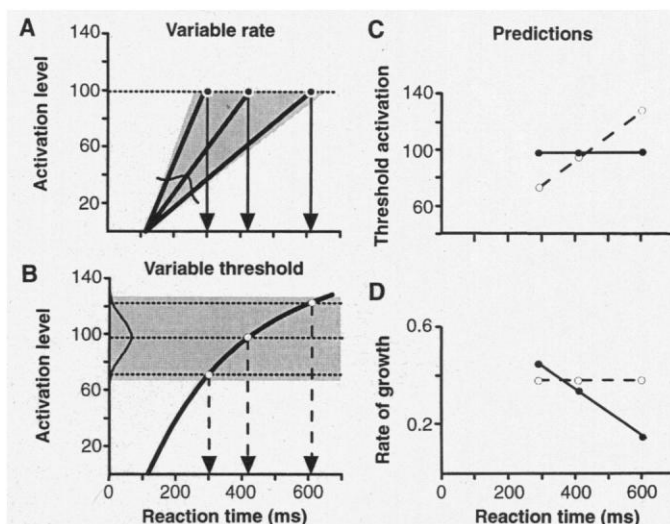 A
Variable rate
Activation level
140
100
60
20
B
Variable threshold
Activation level
140
100
60
20
0
200
400
600
Reaction time (ms)
C
Predictions
Threshold activation
140
100
60
D
Rate of growth
0.6
0.2
0
200
400
600
Reaction time (ms)